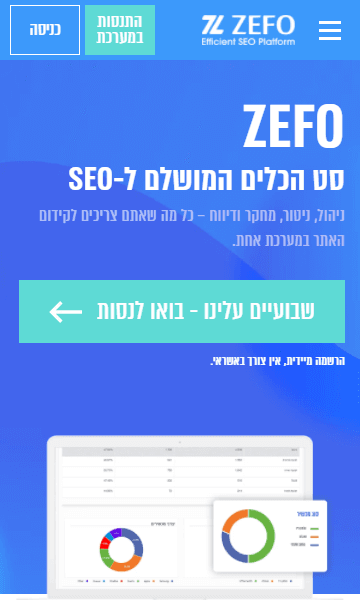 ZEFO
Efficient SEO Platform
התנסות
במערכת
כניסה
ZEFO
סט הכלים המושלם ל-SEO
ניהול, ניטור, מחקר ודיווח – כל מה שאתם צריכים לקידום
האתר במערכת אחת.
שבועיים עלינו - בואו לנסות
הרשמה מיידית, אין צורך באשראי.